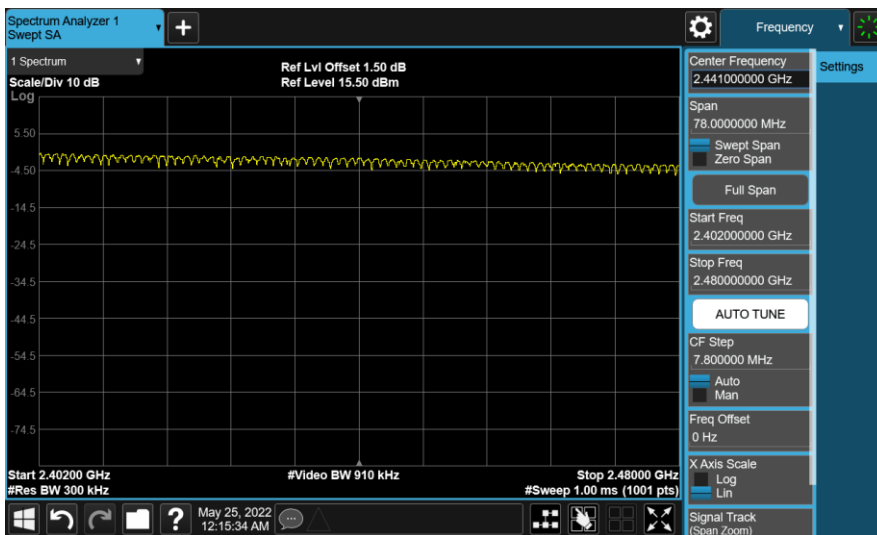 Spectrum Analyzer 1
Swept SA
+
Frequency
1 Spectrum
Scale/Div 10 dB
Ref Lvl Offset 1.50 dB
Ref Level 15.50 dBm
Log
5.50
-4.50
-14.5
-24.5
-34.5
-44.5
-54.5
-64.5
-74.5
Start 2.40200 GHz
#Video BW 910 kHz
Stop 2.48000 GHz
#Res BW 300 kHz
#Sweep 1.00 ms (1001 pts)
Center Frequency
2.441000000 GHz
Settings
Span
78.0000000 MHz
Swept Span
Zero Span
Full Span
Start Freq
2.402000000 GHz
Stop Freq
2.480000000 GHz
AUTO TUNE
CF Step
7.800000 MHz
Auto
Man
Freq Offset
0 Hz
X Axis Scale
Log
Lin
Signal Track
(Span Zoom)
?
May 25, 2022
12:15:34 AM